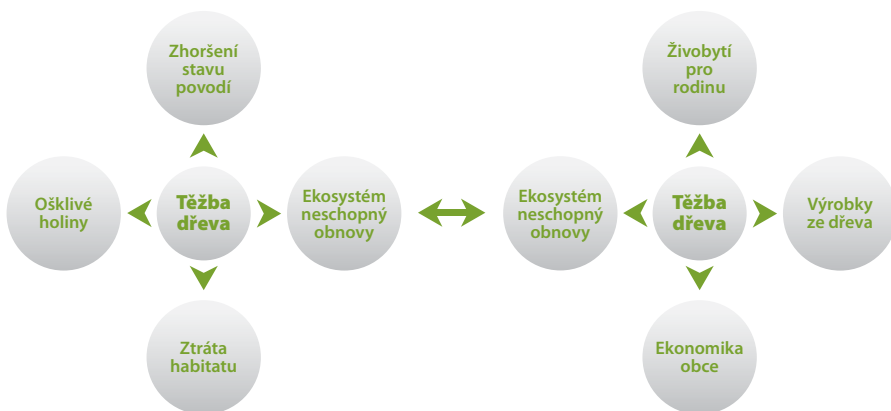 Zhoršení
stavu
povodí
Ošklivé
holiny
Těžba
dřeva
Ekosystém
neschopný
obnovy
Ztráta
habitatu
Živobytí
pro
rodinu
Ekosystém
neschopný
obnovy
Těžba
dřeva
Výrobky
ze dřeva
Ekonomika
obce